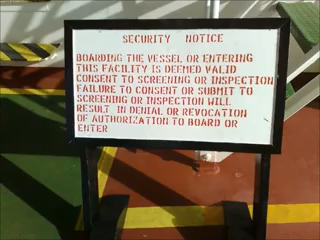 SECURITY NOTICE
BOARDING THE VESSEL OR ENTERING
THIS FACILITY IS DEEMED VALID
CONSENT TO SCREENING OR INSPECTION
FAILURE TO CONSENT OR SUBMIT TO
SCREENING OR INSPECTION WILL
RESULT IN DENIAL OR REVOCATION
OF AUTHORIZATION TO BOARD OR
ENTER